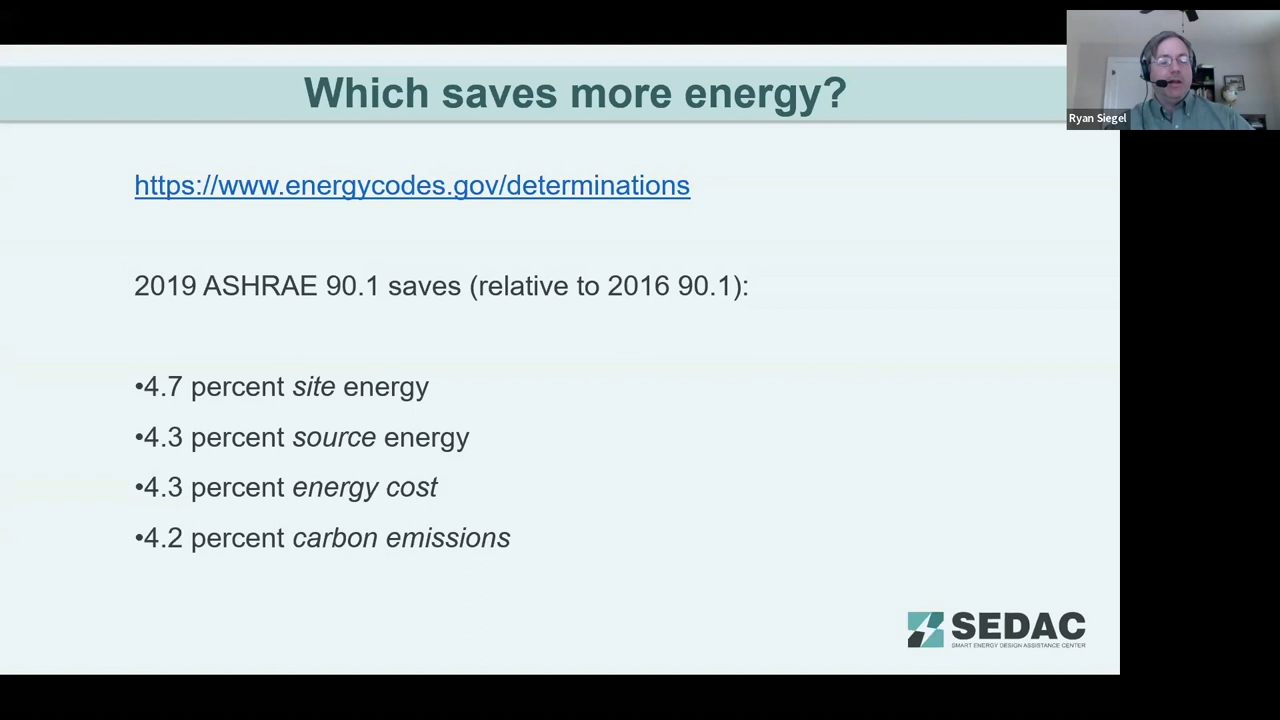 Which saves more energy?
Ryan Siegel
https://www.energycodes.gov/determinations
2019 ASHRAE 90.1 saves (relative to 2016 90.1):
•4.7 percent site energy
•4.3 percent source energy
•4.3 percent energy cost
•4.2 percent carbon emissions
SEDAC
SMART ENERGY DESIGN ASSISTANCE CENTER